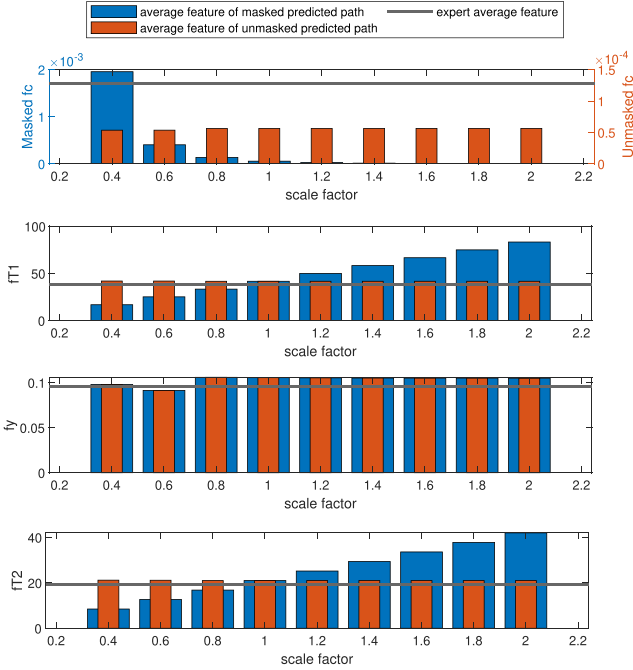 average feature of masked predicted path
expert average feature
average feature of unmasked predicted path
×10⁻³
×10⁻⁴
2
1
0
Masked fc
1.5
1
0.5
0
Unmasked fc
0.2 0.4 0.6 0.8 1 1.2 1.4 1.6 1.8 2 2.2
scale factor
100
50
0
fT1
0.2 0.4 0.6 0.8 1 1.2 1.4 1.6 1.8 2 2.2
scale factor
0.1
0.05
0
fy
0.2 0.4 0.6 0.8 1 1.2 1.4 1.6 1.8 2 2.2
scale factor
40
20
0
fT2
0.2 0.4 0.6 0.8 1 1.2 1.4 1.6 1.8 2 2.2
scale factor